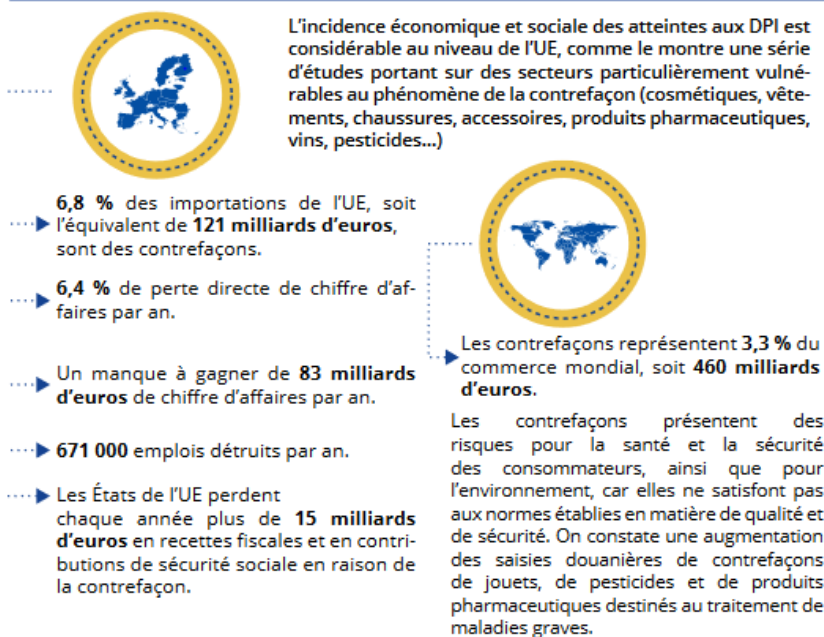 L'incidence économique et sociale des atteintes aux DPI est
considérable au niveau de l'UE, comme le montre une série
d'études portant sur des secteurs particulièrement vulné-
rables au phénomène de la contrefaçon (cosmétiques, vête-
ments, chaussures, accessoires, produits pharmaceutiques,
vins, pesticides...)
6,8 % des importations de l'UE, soit
l'équivalent de 121 milliards d'euros,
sont des contrefaçons.
6,4 % de perte directe de chiffre d'af-
faires par an.
Un manque à gagner de 83 milliards
d'euros de chiffre d'affaires par an.
671 000 emplois détruits par an.
Les États de l'UE perdent
chaque année plus de 15 milliards
d'euros en recettes fiscales et en contri-
butions de sécurité sociale en raison de
la contrefaçon.
Les contrefaçons représentent 3,3 % du
commerce mondial, soit 460 milliards
d'euros.
Les contrefaçons présentent des
risques pour la santé et la sécurité
des consommateurs, ainsi que pour
l'environnement, car elles ne satisfont pas
aux normes établies en matière de qualité et
de sécurité. On constate une augmentation
des saisies douanières de contrefaçons
de jouets, de pesticides et de produits
pharmaceutiques destinés au traitement de
maladies graves.